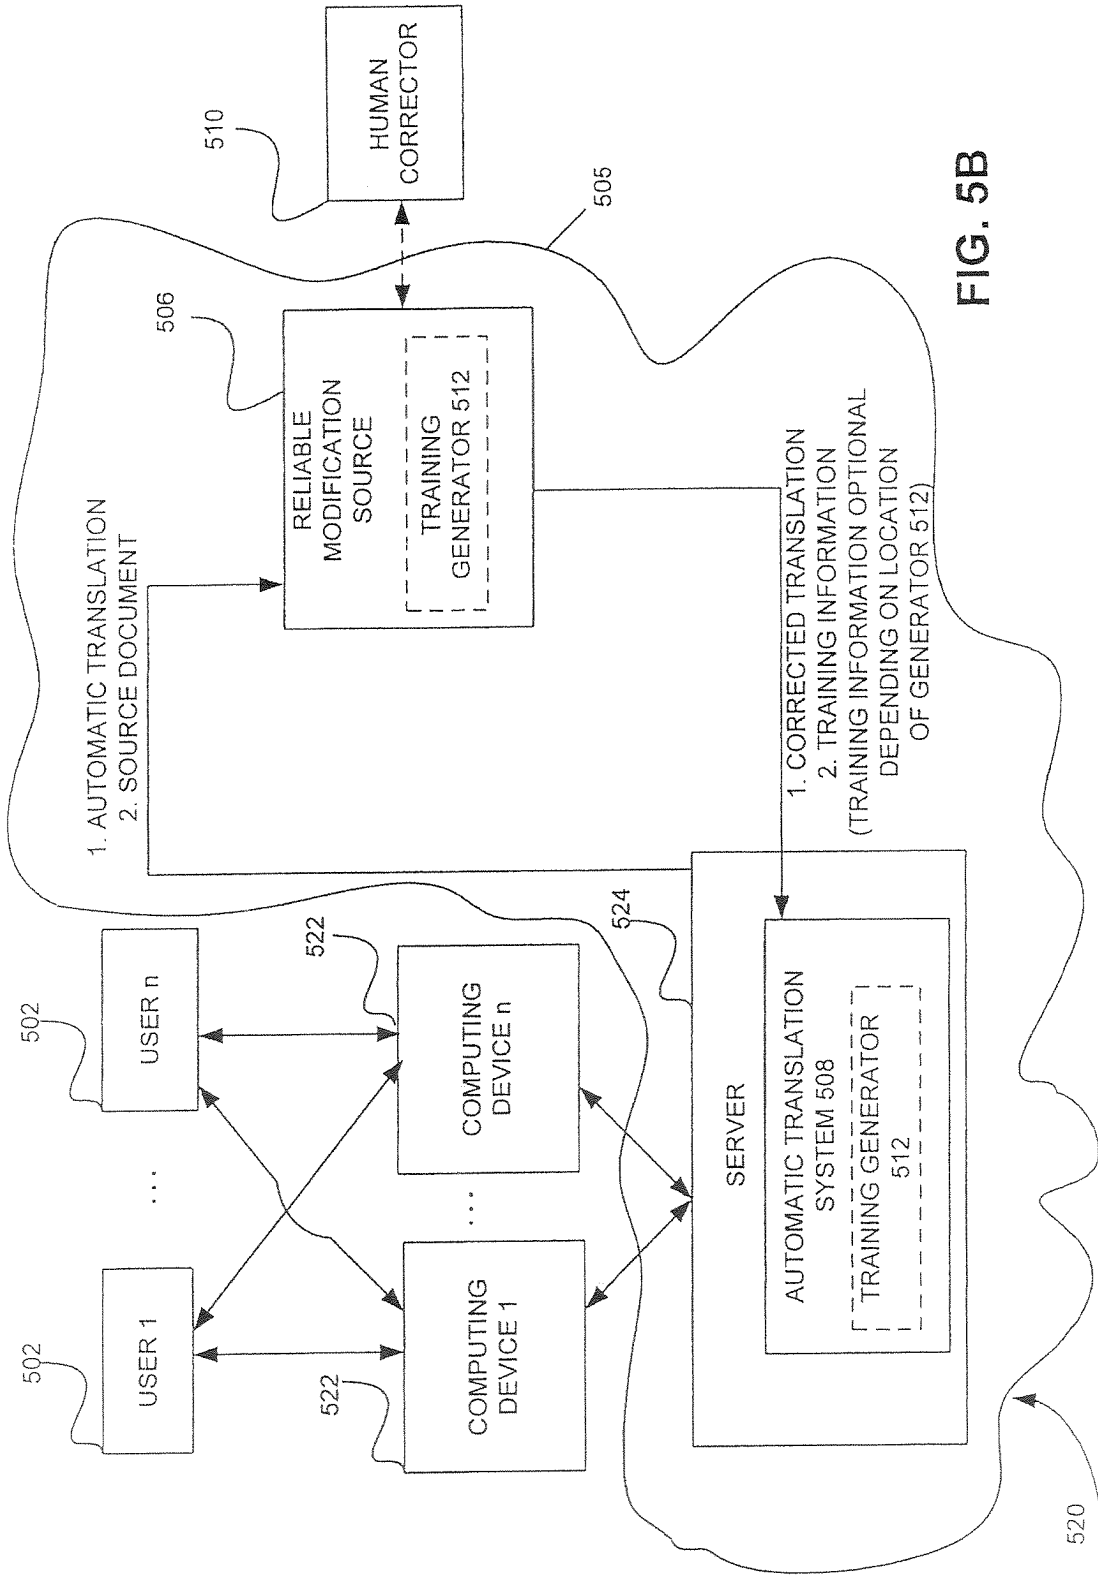 502
USER 1
...
502
USER n
522
COMPUTING
DEVICE 1
...
522
COMPUTING
DEVICE n
1. AUTOMATIC TRANSLATION
2. SOURCE DOCUMENT
506
RELIABLE
MODIFICATION
SOURCE
TRAINING
GENERATOR 512
510
HUMAN
CORRECTOR
505
524
SERVER
AUTOMATIC TRANSLATION
SYSTEM 508
TRAINING GENERATOR
512
1. CORRECTED TRANSLATION
2. TRAINING INFORMATION
(TRAINING INFORMATION OPTIONAL
DEPENDING ON LOCATION
OF GENERATOR 512)
520
FIG. 5B